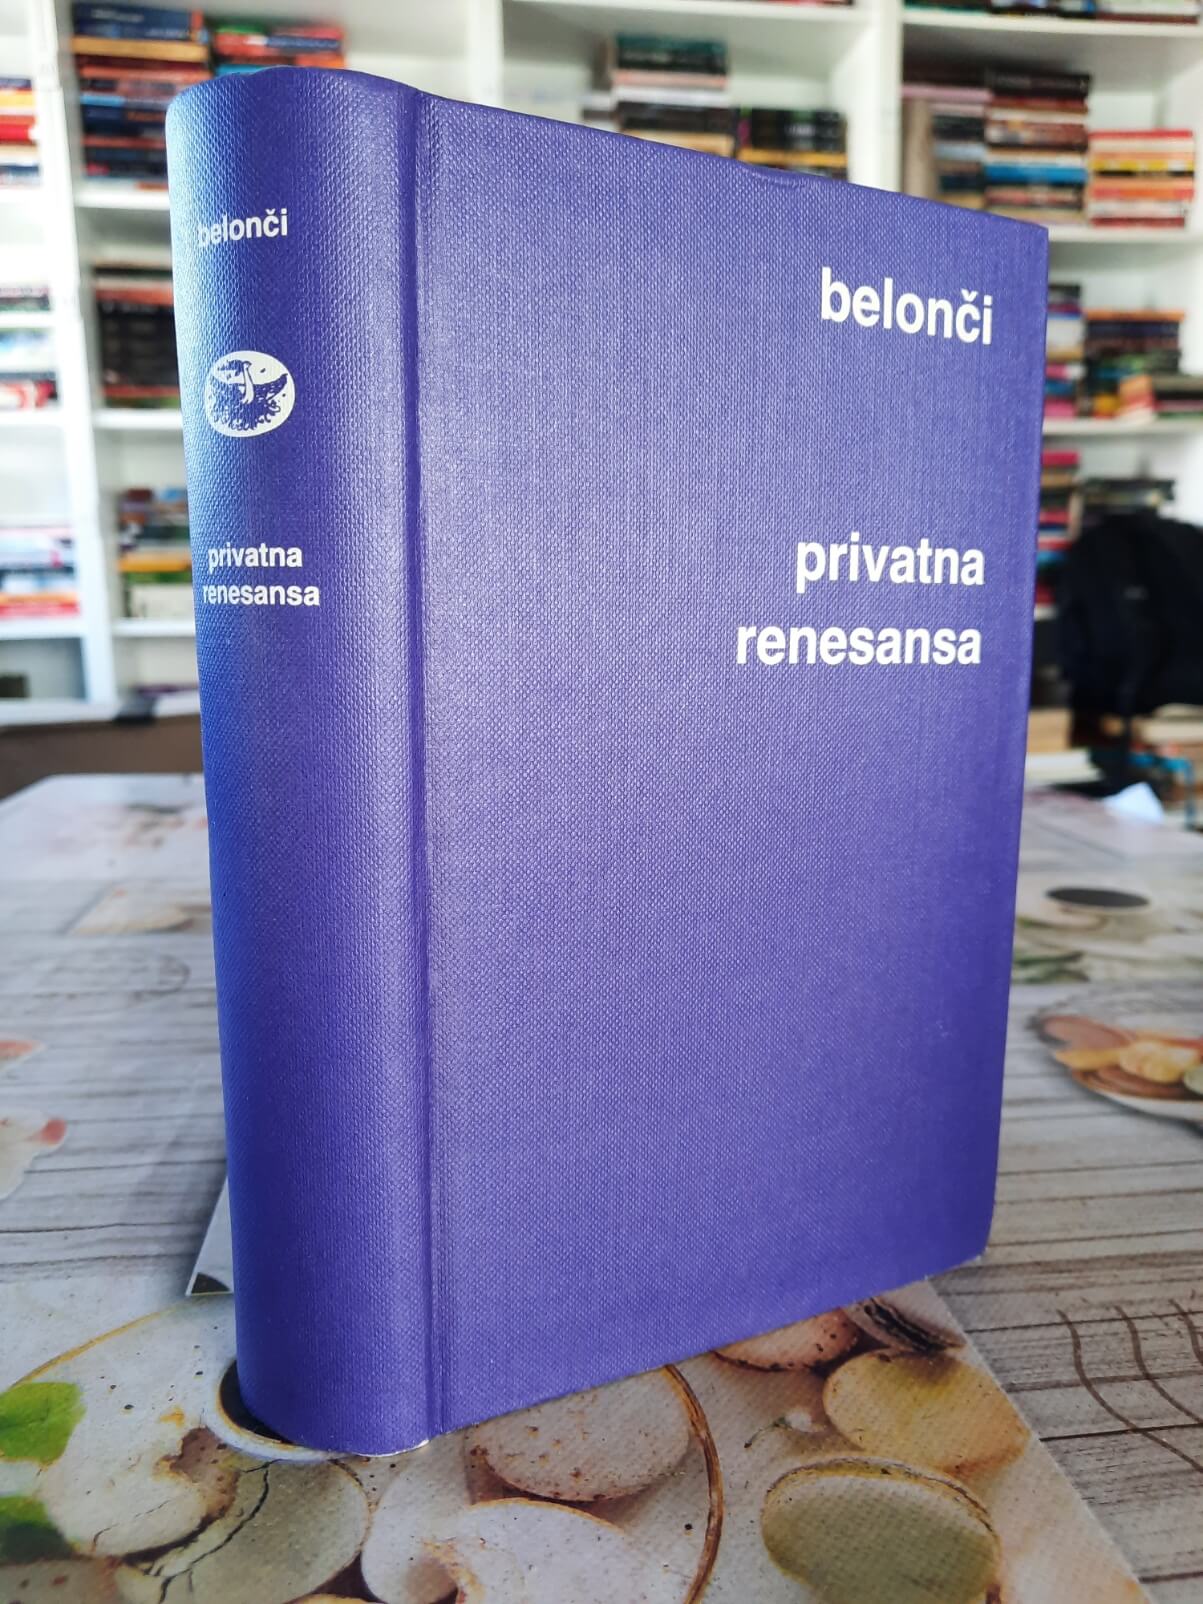 belonči
privatna
renesansa
belonči
privatna
renesansa